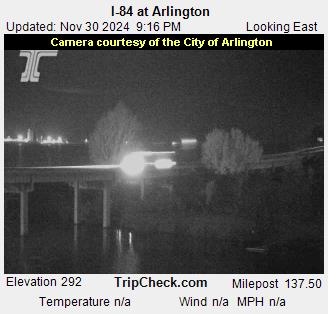 I-84 at Arlington
Updated: Nov 30 2024 9:16 PM Looking East
Camera courtesy of the City of Arlington
Elevation 292 TripCheck.com Milepost 137.50
Temperature n/a Wind n/a MPH n/a